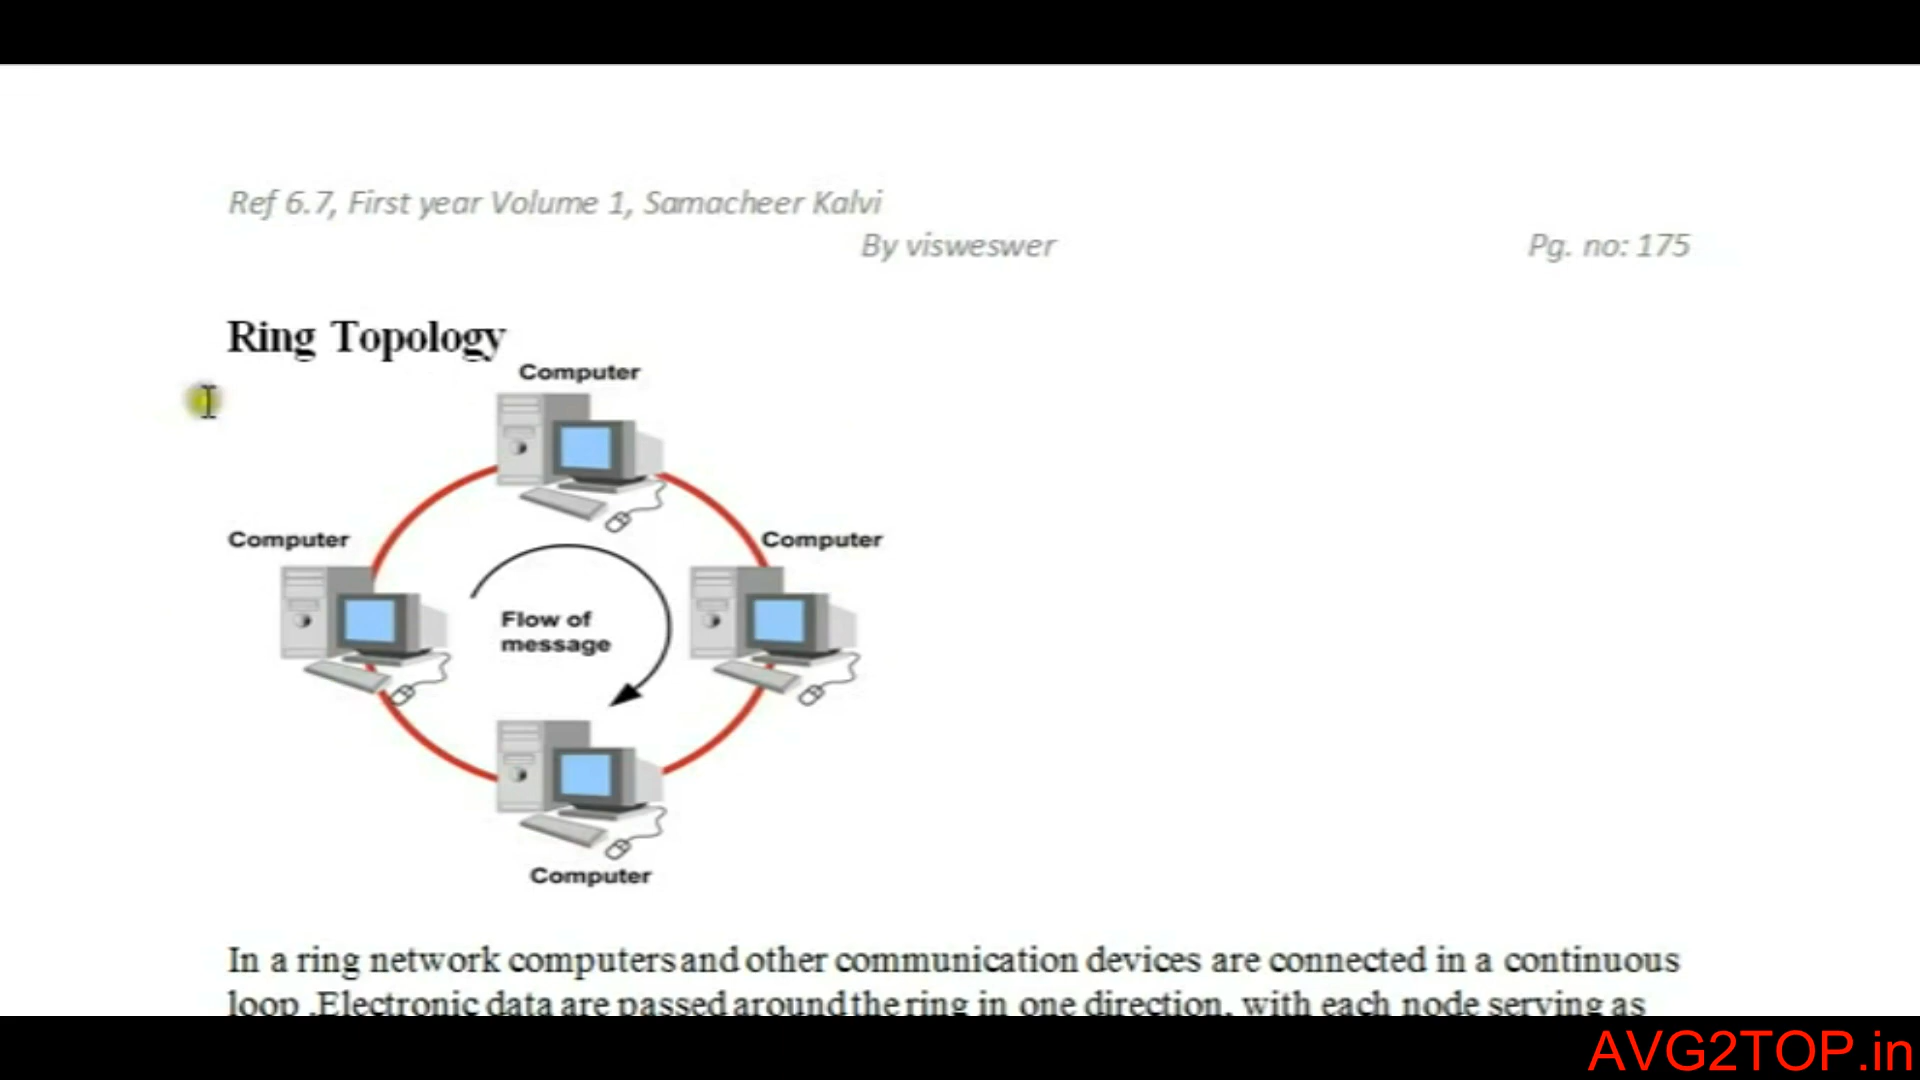 Ref 6.7, First year Volume 1, Samacheer Kalvi
By visweswer Pg. no: 175
Ring Topology
Computer
Computer
Computer
Flow of
message
Computer
In a ring network computers and other communication devices are connected in a continuous
loop .Electronic data are passed around the ring in one direction, with each node serving as
AVG2TOP.in